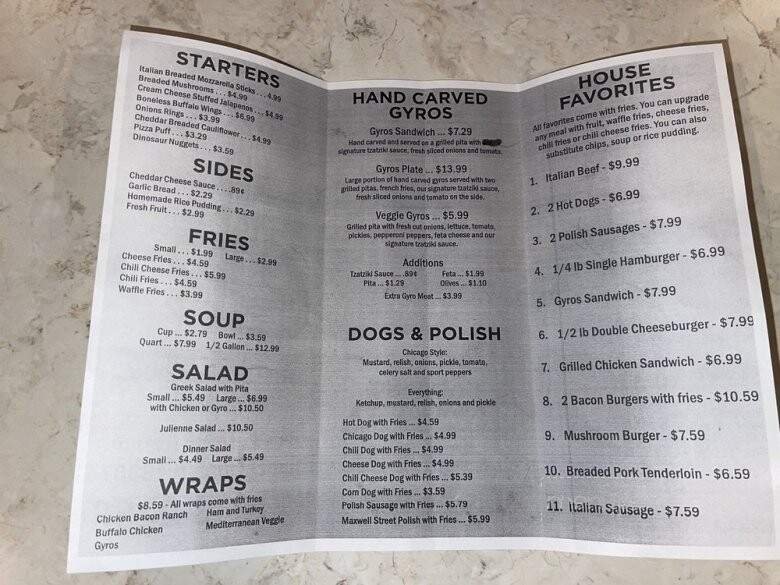 STARTERS
Italian Breaded Mozzarella Sticks . . . 4.99
Breaded Mushrooms . . . $4.99
Cream Cheese Stuffed Jalapenos . . . $4.99
Boneless Buffalo Wings . . . $6.99
Onions Rings . . . $3.99
Cheddar Breaded Cauliflower . . . $4.99
Pizza Puff . . . $3.29
Dinosaur Nuggets . . . $3.59
SIDES
Cheddar Cheese Sauce . . . .89¢
Garlic Bread . . . $2.29
Homemade Rice Pudding . . . $2.29
Fresh Fruit . . . $2.99
FRIES
Small . . . $1.99 Large . . . $2.99
Cheese Fries . . . $4.59
Chili Cheese Fries . . . $5.99
Chili Fries . . . $4.59
Waffle Fries . . . $3.99
SOUP
Cup ... $2.79 Bowl ... $3.59
Quart ... $7.99 1/2 Gallon ... $12.99
SALAD
Greek Salad with Pita
Small ... $5.49 Large ... $6.99
with Chicken or Gyro ... $10.50
Julienne Salad ... $10.50
Dinner Salad
Small ... $4.49 Large ... $5.49
WRAPS
$8.59 - All wraps come with fries
Chicken Bacon Ranch Ham and Turkey
Buffalo Chicken Mediterranean Veggie
Gyros
HAND CARVED
GYROS
Gyros Sandwich ... $7.29
Hand carved and served on a grilled pita with
signature tzatziki sauce, fresh sliced onions and tomato.
Gyros Plate ... $13.99
Large portion of hand carved gyros served with two
grilled pitas, french fries, our signature tzatziki sauce,
fresh sliced onions and tomato on the side.
Veggie Gyros ... $5.99
Grilled pita with fresh cut onions, lettuce, tomato,
pickles, pepperoni peppers, feta cheese and our
signature tzatziki sauce.
Additions
Tzatziki Sauce ... .89¢ Feta ... $1.99
Pita ... $1.29 Olives ... $1.10
Extra Gyro Meat ... $3.99
DOGS & POLISH
Chicago Style:
Mustard, relish, onions, pickle, tomato,
celery salt and sport peppers
Everything:
Ketchup, mustard, relish, onions and pickle
Hot Dog with Fries ... $4.59
Chicago Dog with Fries ... $4.99
Chili Dog with Fries ... $4.99
Cheese Dog with Fries ... $4.99
Chili Cheese Dog with Fries ... $5.39
Corn Dog with Fries ... $3.59
Polish Sausage with Fries ... $5.79
Maxwell Street Polish with Fries ... $5.99
HOUSE
FAVORITES
All favorites come with fries. You can upgrade
any meal with fruit, waffle fries, cheese fries,
chili fries or chili cheese fries. You can also
substitute chips, soup or rice pudding.
1. Italian Beef - $9.99
2. 2 Hot Dogs - $6.99
3. 2 Polish Sausages - $7.99
4. 1/4 lb Single Hamburger - $6.99
5. Gyros Sandwich - $7.99
6. 1/2 lb Double Cheeseburger - $7.99
7. Grilled Chicken Sandwich - $6.99
8. 2 Bacon Burgers with fries - $10.59
9. Mushroom Burger - $7.59
10. Breaded Pork Tenderloin - $6.59
11. Italian Sausage - $7.59